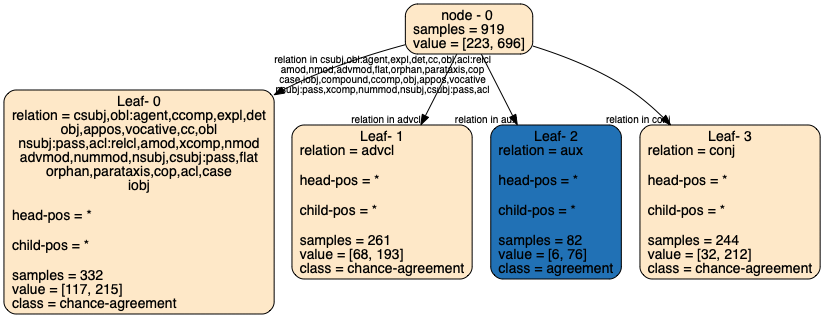 node - 0
samples = 919
value = [223, 696]
relation in csubj,obl:agent,expl,det,cc,obl,acl:relcl
amod,nmod,advmod,flat,orphan,parataxis,cop
case,iobj,compound,ccomp,obj,appos,vocative
nsubj:pass,xcomp,nummod,nsubj,csubj:pass,acl
relation in advcl
relation in aux
relation in conj
Leaf- 0
relation = csubj,obl:agent,ccomp,expl,det
obj,appos,vocative,cc,obl
nsubj:pass,acl:relcl,amod,xcomp,nmod
advmod,nummod,nsubj,csubj:pass,flat
orphan,parataxis,cop,acl,case
iobj
head-pos = *
child-pos = *
samples = 332
value = [117, 215]
class = chance-agreement
Leaf- 1
relation = advcl
head-pos = *
child-pos = *
samples = 261
value = [68, 193]
class = chance-agreement
Leaf- 2
relation = aux
head-pos = *
child-pos = *
samples = 82
value = [6, 76]
class = agreement
Leaf- 3
relation = conj
head-pos = *
child-pos = *
samples = 244
value = [32, 212]
class = chance-agreement